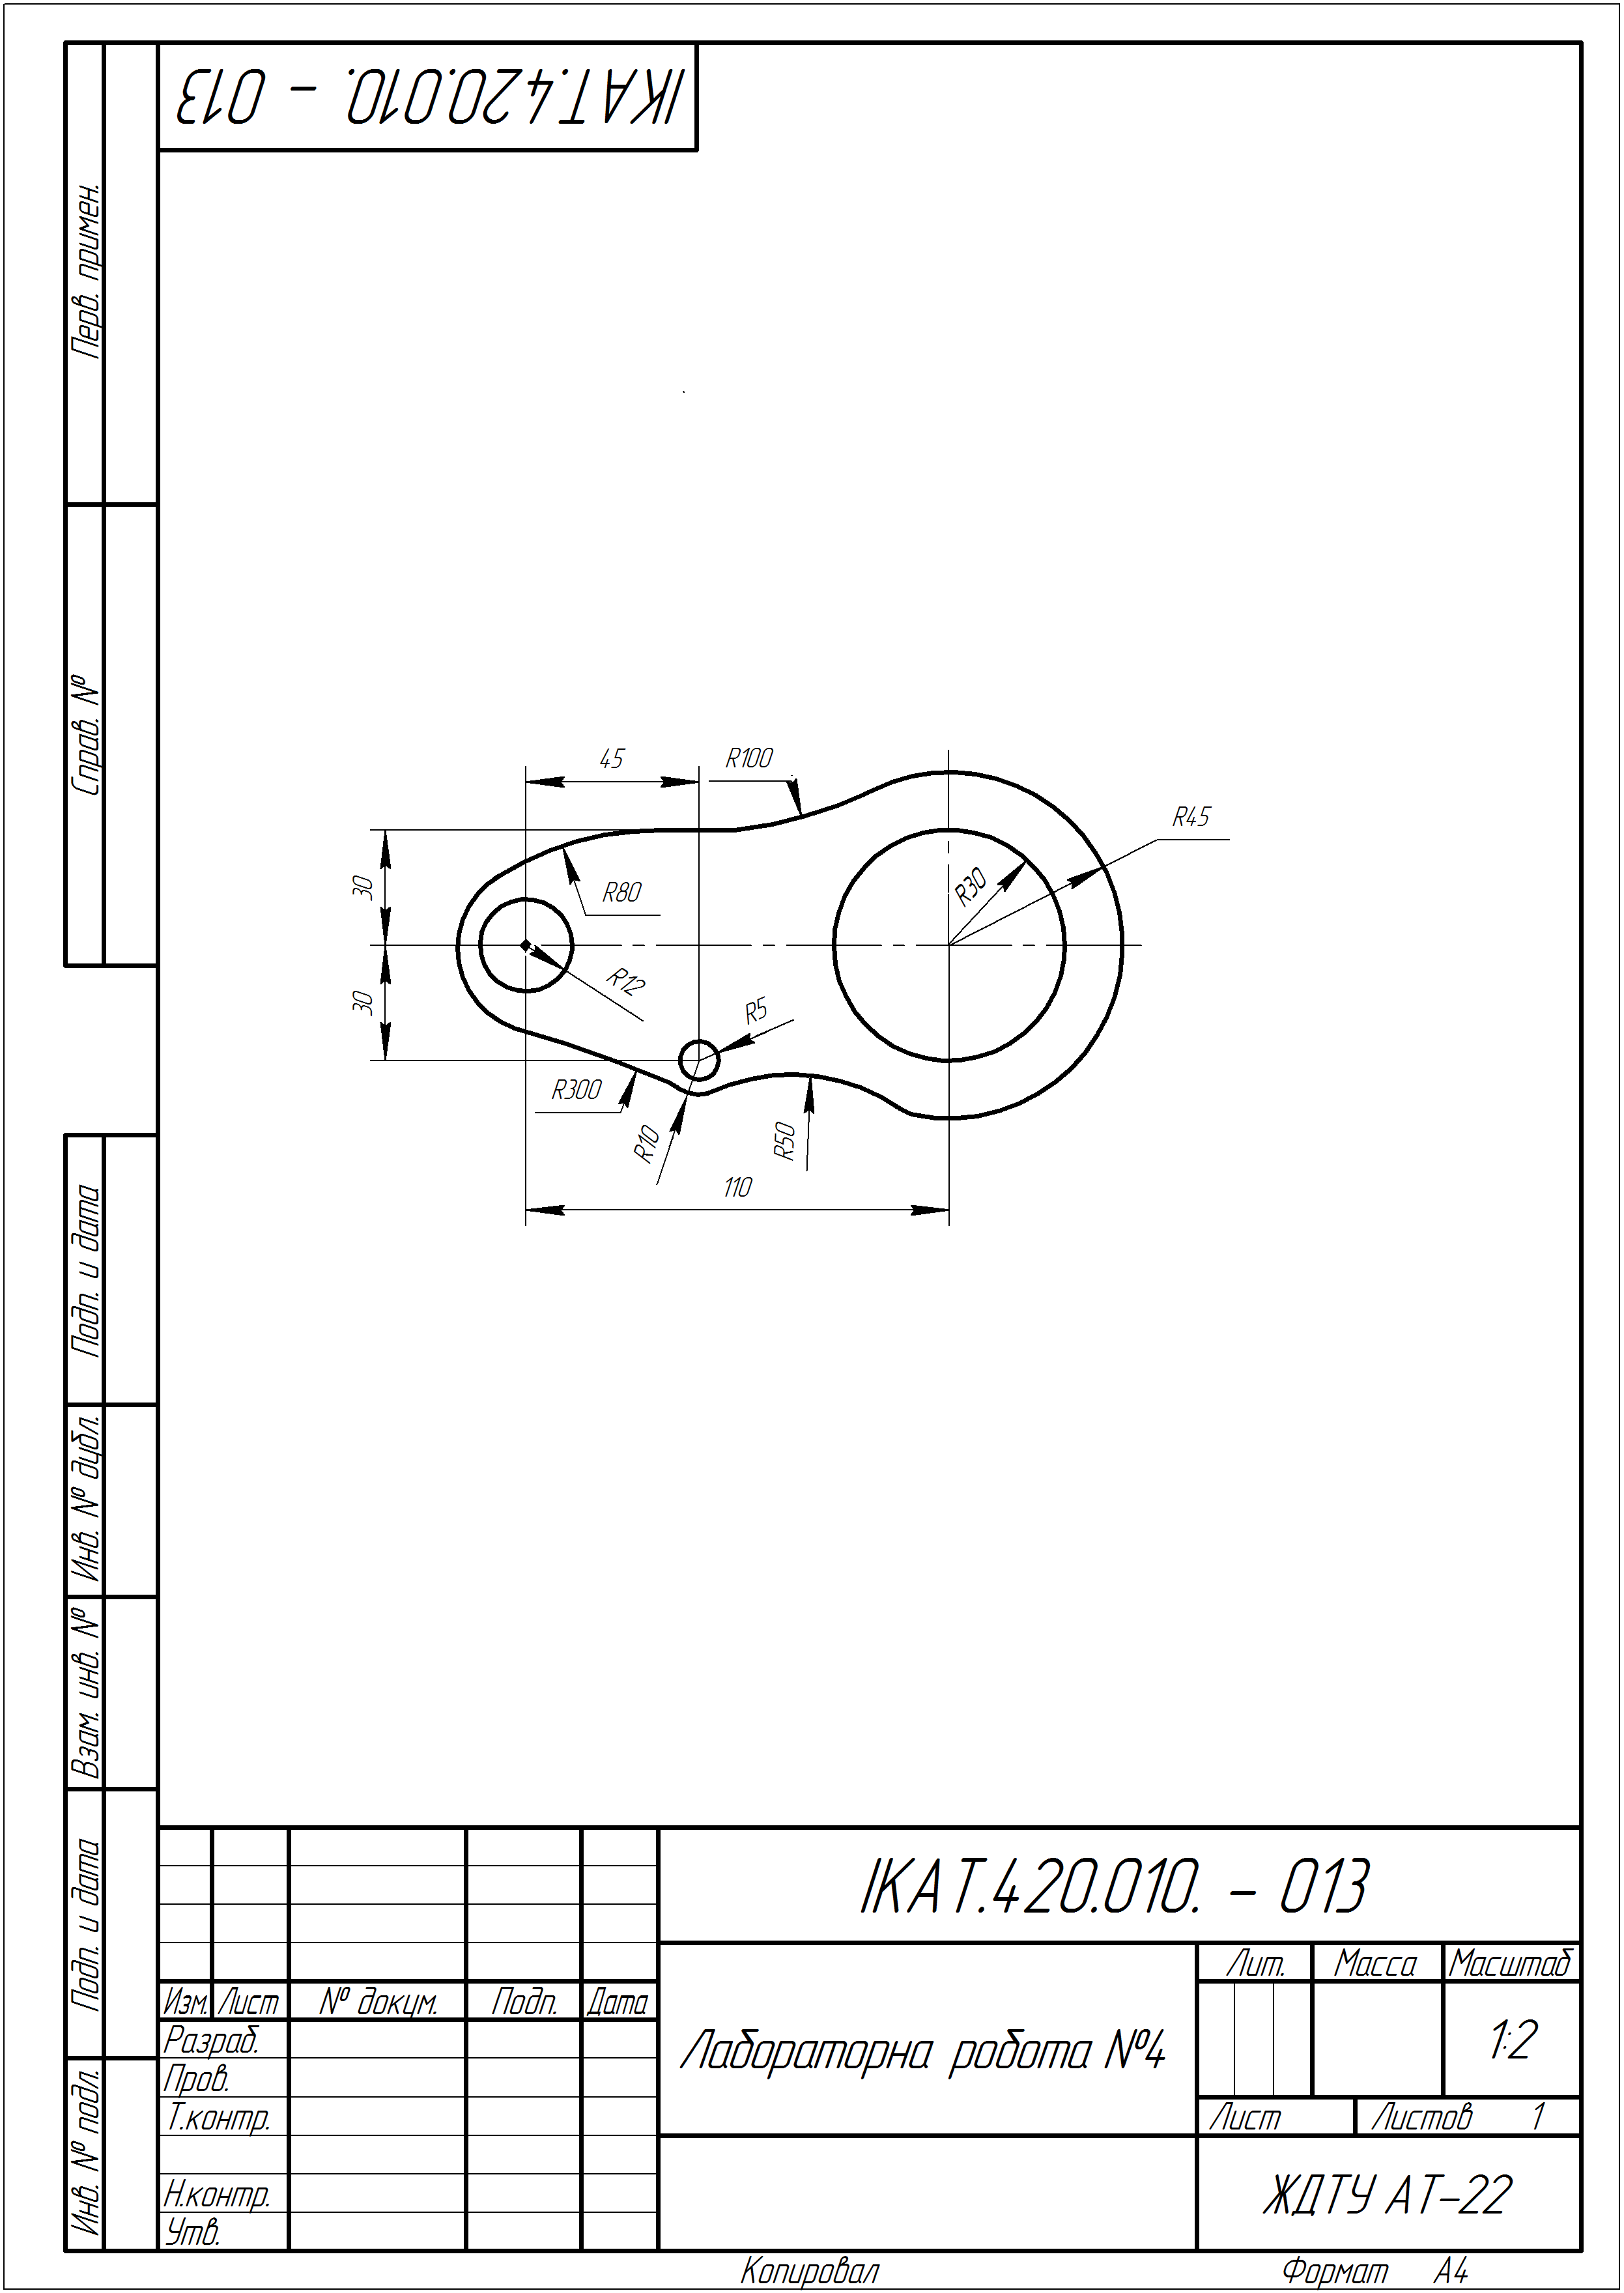 ІКАТ.420.010. - 013
Перв. примен.
Справ. №
Подп. и дата
Инв. № дубл.
Взам. инв. №
Подп. и дата
Инв. № подл.
45
R100
R45
30
R80
R30
R12
30
R5
R300
R10
R50
110
ІКАТ.420.010. - 013
Лит. Масса Масштаб
Изм. Лист № докум. Подп. Дата
Разраб.
Пров.
Т.контр.
Н.контр.
Утв.
Лабораторна робота №4
1:2
Лист Листов 1
ЖДТУ АТ-22
Копировал Формат А4